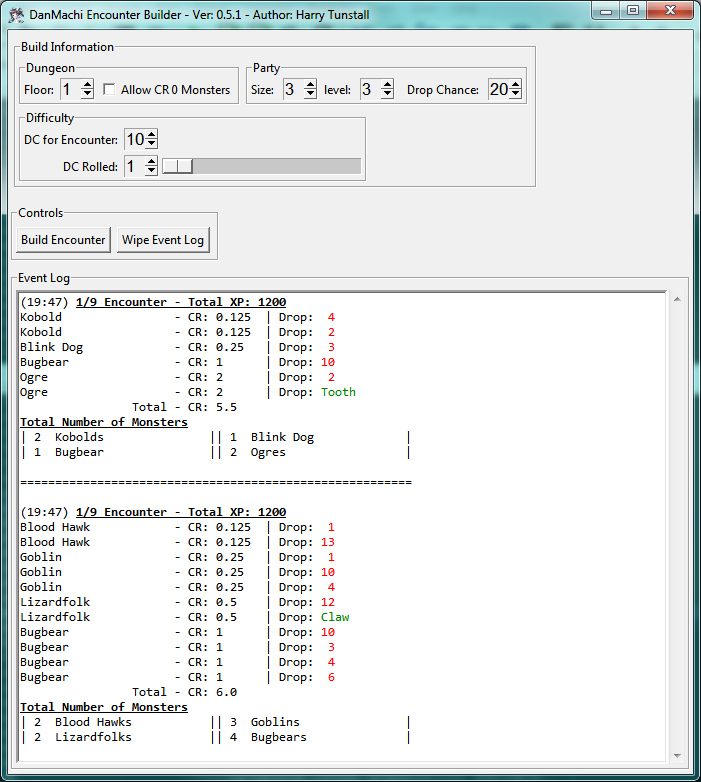 DanMachi Encounter Builder - Ver: 0.5.1 - Author: Harry Tunstall
Build Information
Dungeon
Floor: 1 Allow CR 0 Monsters
Party
Size: 3 level: 3 Drop Chance: 20
Difficulty
DC for Encounter: 10
DC Rolled: 1
Controls
Build Encounter Wipe Event Log
Event Log
(19:47) 1/9 Encounter - Total XP: 1200
Kobold - CR: 0.125 | Drop: 4
Kobold - CR: 0.125 | Drop: 2
Blink Dog - CR: 0.25 | Drop: 3
Bugbear - CR: 1 | Drop: 10
Ogre - CR: 2 | Drop: 2
Ogre - CR: 2 | Drop: Tooth
Total - CR: 5.5
Total Number of Monsters
| 2 Kobolds || 1 Blink Dog |
| 1 Bugbear || 2 Ogres |
========================================================
(19:47) 1/9 Encounter - Total XP: 1200
Blood Hawk - CR: 0.125 | Drop: 1
Blood Hawk - CR: 0.125 | Drop: 13
Goblin - CR: 0.25 | Drop: 1
Goblin - CR: 0.25 | Drop: 10
Goblin - CR: 0.25 | Drop: 4
Lizardfolk - CR: 0.5 | Drop: 12
Lizardfolk - CR: 0.5 | Drop: Claw
Bugbear - CR: 1 | Drop: 10
Bugbear - CR: 1 | Drop: 3
Bugbear - CR: 1 | Drop: 4
Bugbear - CR: 1 | Drop: 6
Total - CR: 6.0
Total Number of Monsters
| 2 Blood Hawks || 3 Goblins |
| 2 Lizardfolks || 4 Bugbears |